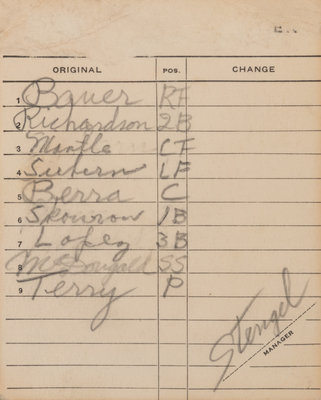 ORIGINAL POS. CHANGE
1 Bauer RF
2 Richardson 2B
3 Mantle CF
4 Siebern LF
5 Berra C
6 Skowron 1B
7 Lopez 3B
8 McDougald SS
9 Terry P
Stengel
MANAGER